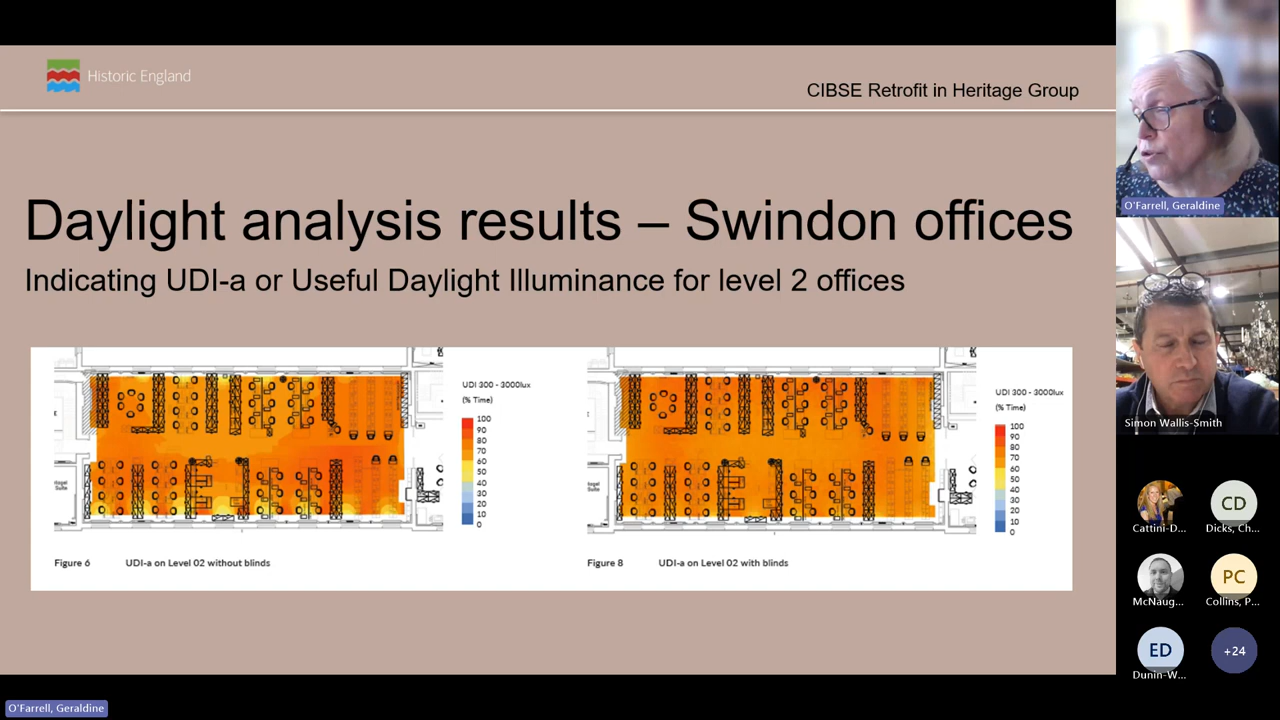 Historic England
CIBSE Retrofit in Heritage Group
Daylight analysis results – Swindon offices
Indicating UDI-a or Useful Daylight Illuminance for level 2 offices
UDI 300 - 3000lux
(% Time)
100
90
80
70
60
50
40
30
20
10
0
Figure 6
UDI-a on Level 02 without blinds
UDI 300 - 3000lux
(% Time)
100
90
80
70
60
50
40
30
20
10
0
Figure 8
UDI-a on Level 02 with blinds
O'Farrell, Geraldine
Simon Wallis-Smith
Cattini-D...
CD
Dicks, Ch...
McNaug...
PC
Collins, P...
ED
Dunin-W...
+24
O'Farrell, Geraldine